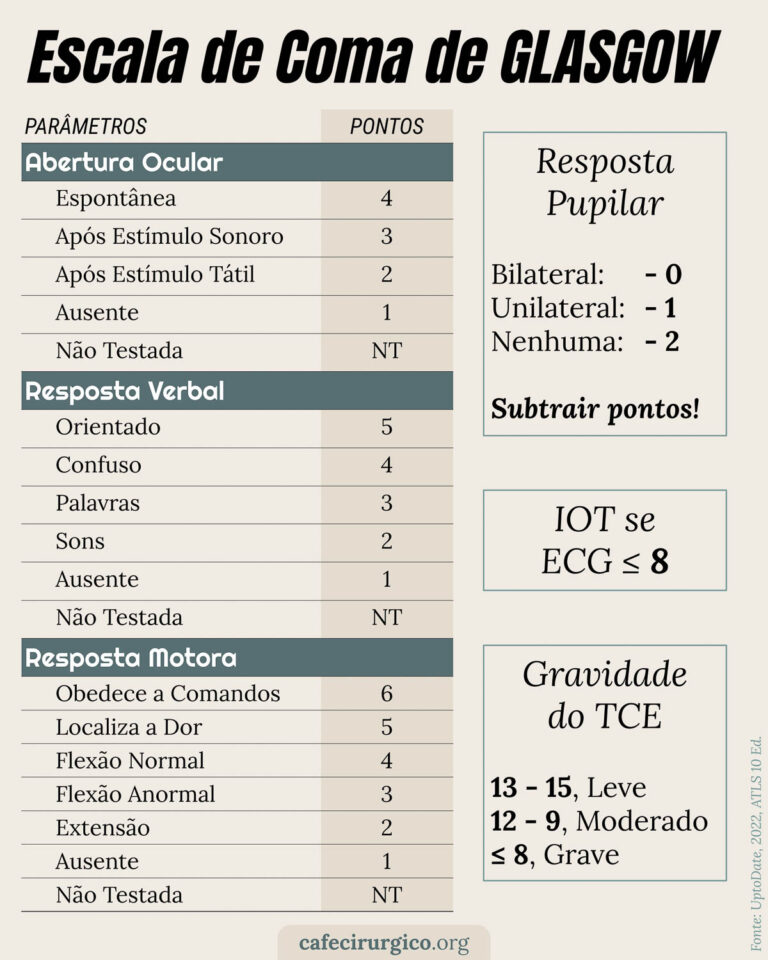 Escala de Coma de GLASGOW
PARÂMETROS PONTOS
Abertura Ocular
Espontânea 4
Após Estímulo Sonoro 3
Após Estímulo Tátil 2
Ausente 1
Não Testada NT
Resposta Verbal
Orientado 5
Confuso 4
Palavras 3
Sons 2
Ausente 1
Não Testada NT
Resposta Motora
Obedece a Comandos 6
Localiza a Dor 5
Flexão Normal 4
Flexão Anormal 3
Extensão 2
Ausente 1
Não Testada NT
Resposta
Pupilar
Bilateral: - 0
Unilateral: - 1
Nenhuma: - 2
Subtrair pontos!
IOT se
ECG ≤ 8
Gravidade
do TCE
13 - 15, Leve
12 - 9, Moderado
≤ 8, Grave
Fonte: UptoDate, 2022, ATLS 10 Ed.
cafecirurgico.org